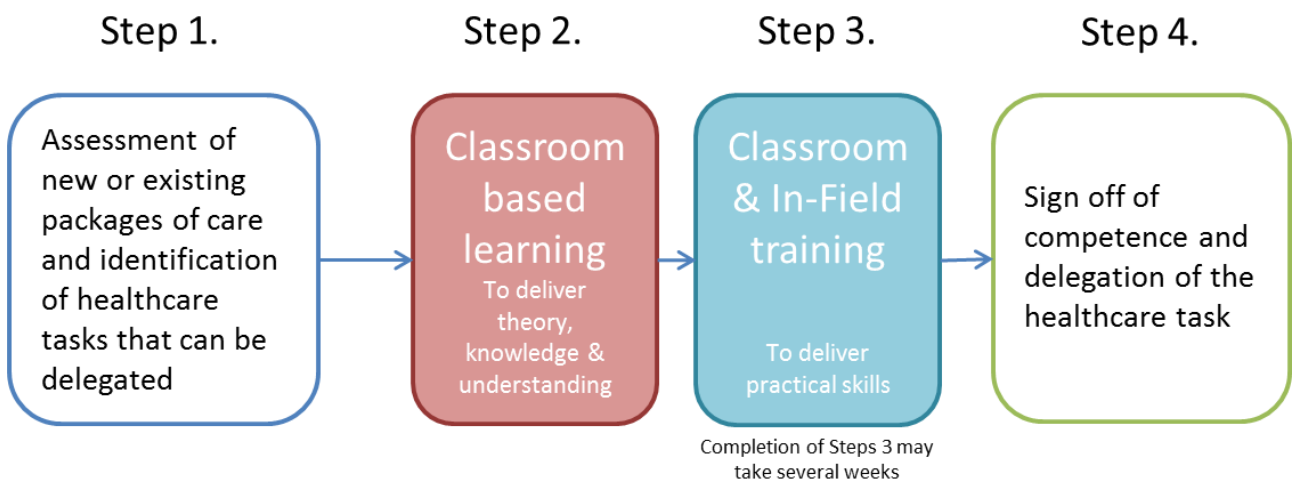 Step 1.
Assessment of
new or existing
packages of care
and identification
of healthcare
tasks that can be
delegated
Step 2.
Classroom
based
learning
To deliver
theory,
knowledge &
understanding
Step 3.
Classroom
& In-Field
training
To deliver
practical skills
Completion of Steps 3 may
take several weeks
Step 4.
Sign off of
competence and
delegation of the
healthcare task